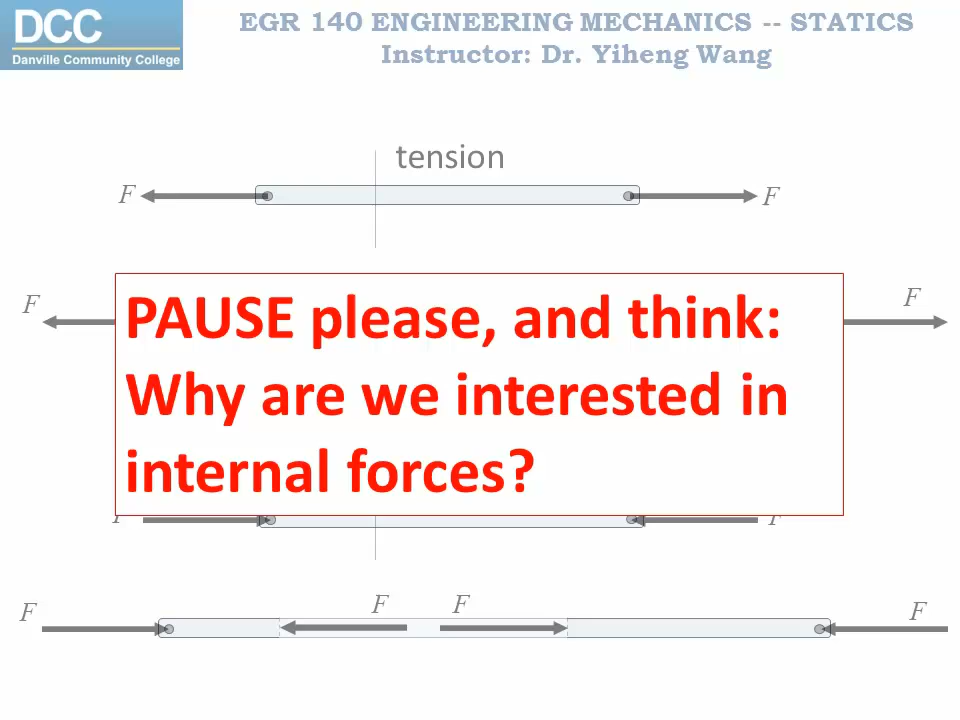 DCC
Danville Community College
EGR 140 ENGINEERING MECHANICS -- STATICS
Instructor: Dr. Yiheng Wang
tension
F F
F F
PAUSE please, and think:
Why are we interested in
internal forces?
F F
F F F F